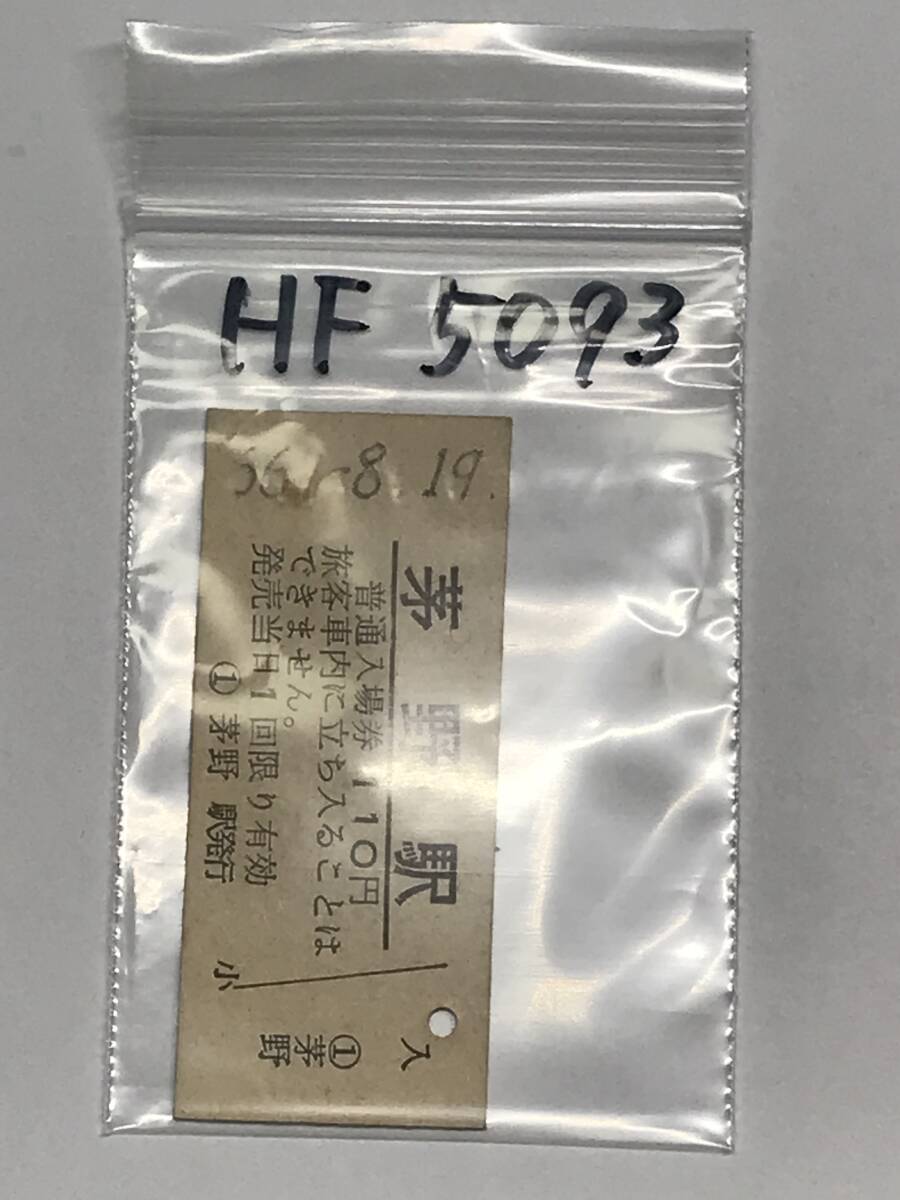 HF 5093
8.19.
茅野駅
普通入場券 110円
旅客車内に立ち入ることは
できません。
発売当日1回限り有効
① 茅野駅発行
小
入
① 茅野